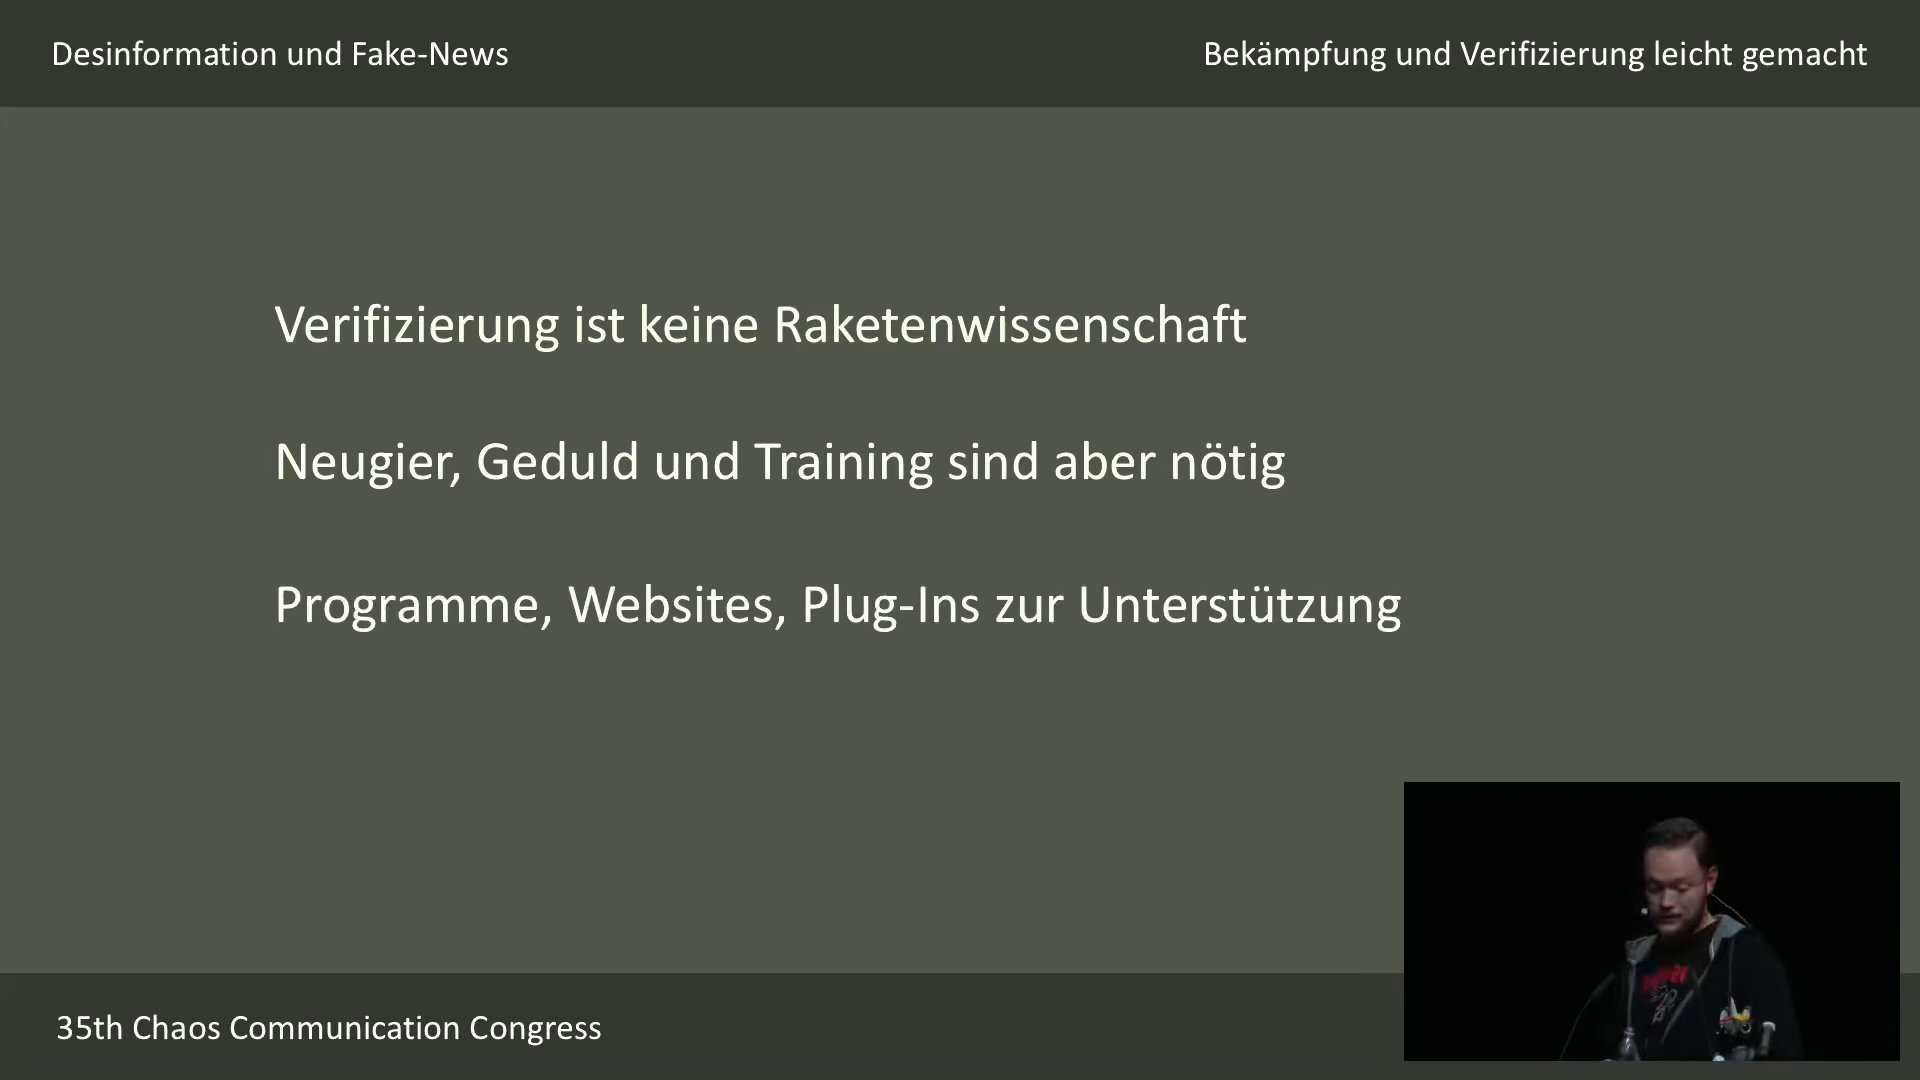 Desinformation und Fake-News
Bekämpfung und Verifizierung leicht gemacht
Verifizierung ist keine Raketenwissenschaft
Neugier, Geduld und Training sind aber nötig
Programme, Websites, Plug-Ins zur Unterstützung
35th Chaos Communication Congress